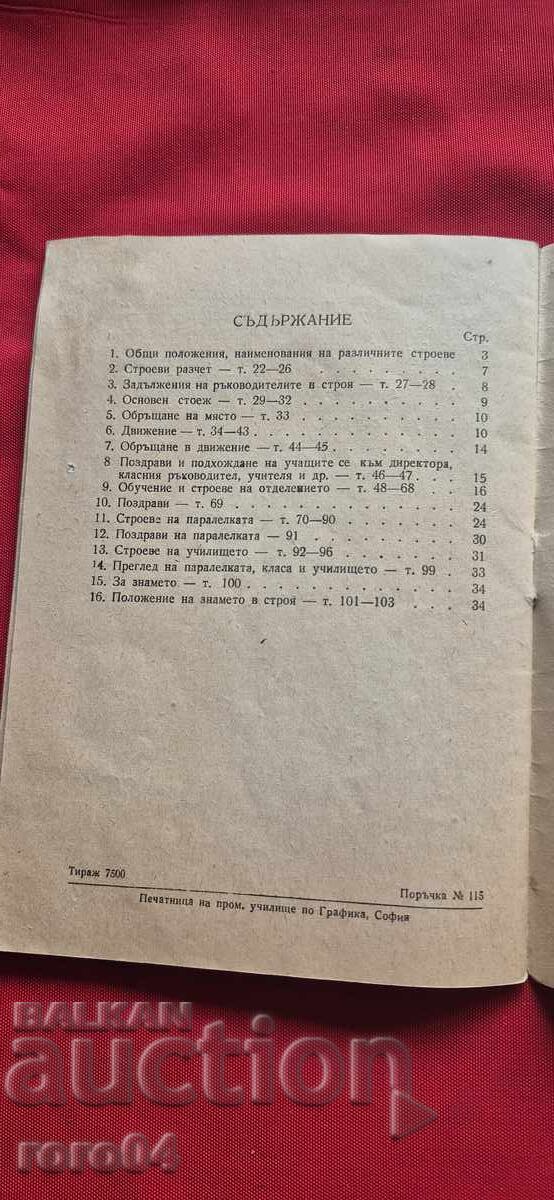 СЪДЪРЖАНИЕ
Стр.
1. Общи положения, наименования на различните строеве 3
2. Строеви разчет — т. 22—26 . . . . . . . 7
3. Задължения на ръководителите в строя — т. 27—28 . 8
4. Основен стоеж — т. 29—32 . . . . . . . 9
5. Обръщане на място — т. 33 . . . . . . . 10
6. Движение — т. 34—43 . . . . . . . . 10
7. Обръщане в движение — т. 44—45 . . . . . . 14
8 Поздрави и подхождане на учащите се към директора,
класния ръководител, учителя и др. — т. 46—47 . . . 15
9. Обучение и строеве на отделението — т. 48—68 . . 16
10. Поздрави — т. 69 . . . . . . . . . 24
11. Строеве на паралелката — т. 70—90 . . . . . 24
12. Поздрави на паралелката — 91 . . . . . . 30
13. Строеве на училището — т. 92—96 . . . . . 31
14. Преглед на паралелката, класа и училището — т. 99 . 33
15. За знамето — т. 100 . . . . . . . . 34
16. Положение на знамето в строя — т. 101—103 . . . 34
Тираж 7500
Поръчка № 115
Печатница на пром. училище по Графика, София
BALKAN
auction
roro04